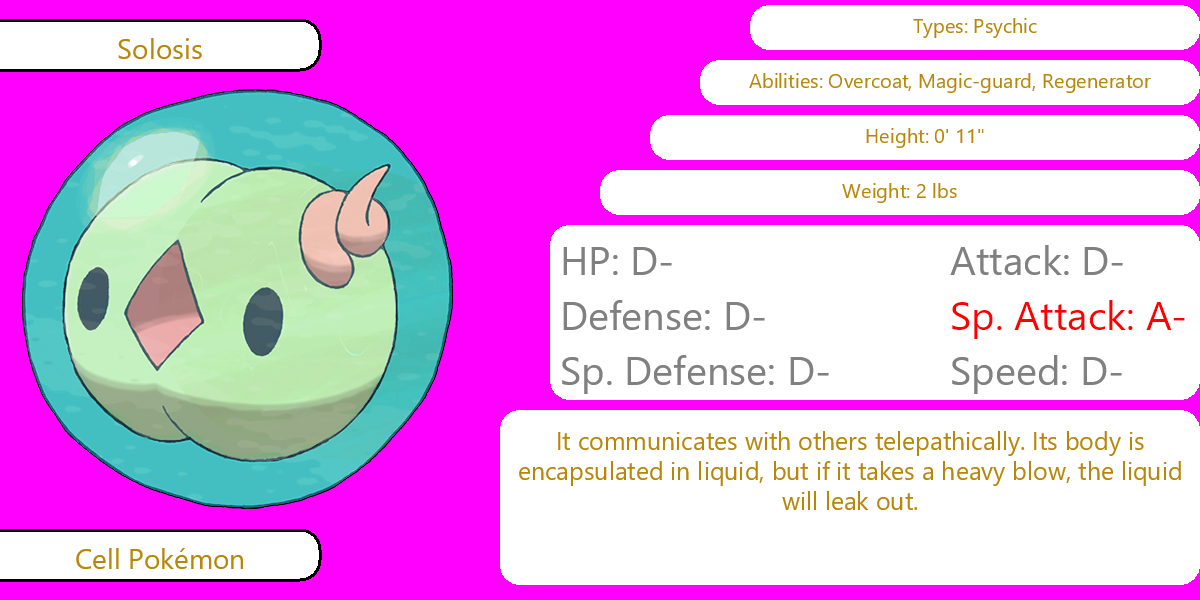 Solosis
Cell Pokémon
Types: Psychic
Abilities: Overcoat, Magic-guard, Regenerator
Height: 0' 11"
Weight: 2 lbs
HP: D-
Attack: D-
Defense: D-
Sp. Attack: A-
Sp. Defense: D-
Speed: D-
It communicates with others telepathically. Its body is
encapsulated in liquid, but if it takes a heavy blow, the liquid
will leak out.